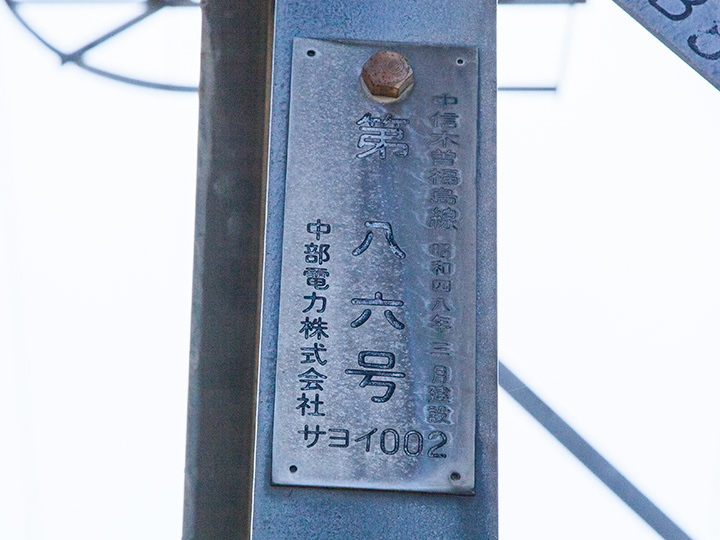 中信木曽福島線 昭和四八年三月建設
第八六号
中部電力株式会社
サヨイ002